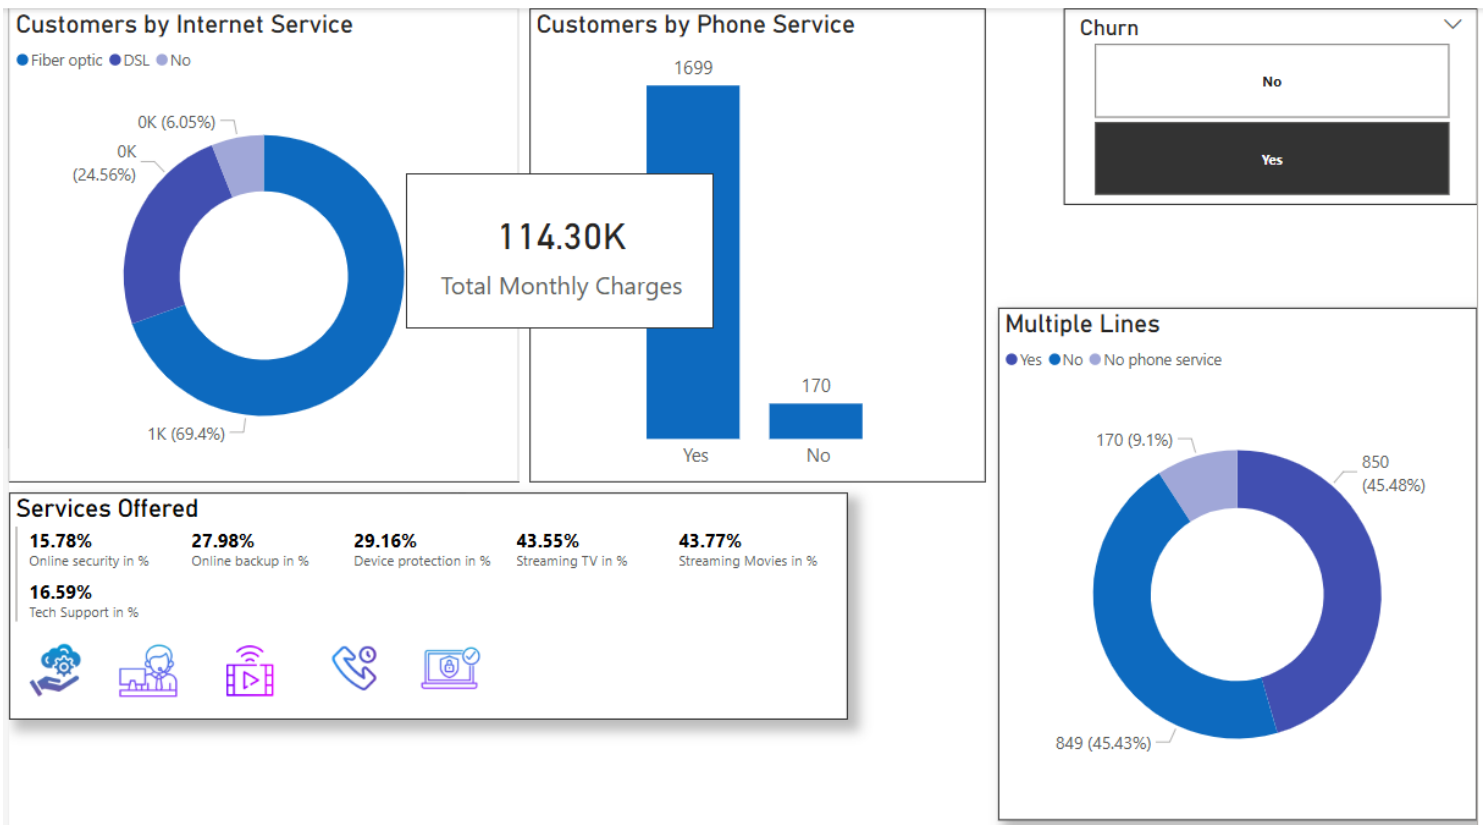 Customers by Internet Service
Fiber optic DSL No
0K (6.05%)
0K
(24.56%)
1K (69.4%)
Customers by Phone Service
1699
170
Yes No
114.30K
Total Monthly Charges
Churn
No
Yes
Multiple Lines
Yes No No phone service
170 (9.1%)
850
(45.48%)
849 (45.43%)
Services Offered
15.78% 27.98% 29.16% 43.55% 43.77%
Online security in % Online backup in % Device protection in % Streaming TV in % Streaming Movies in %
16.59%
Tech Support in %